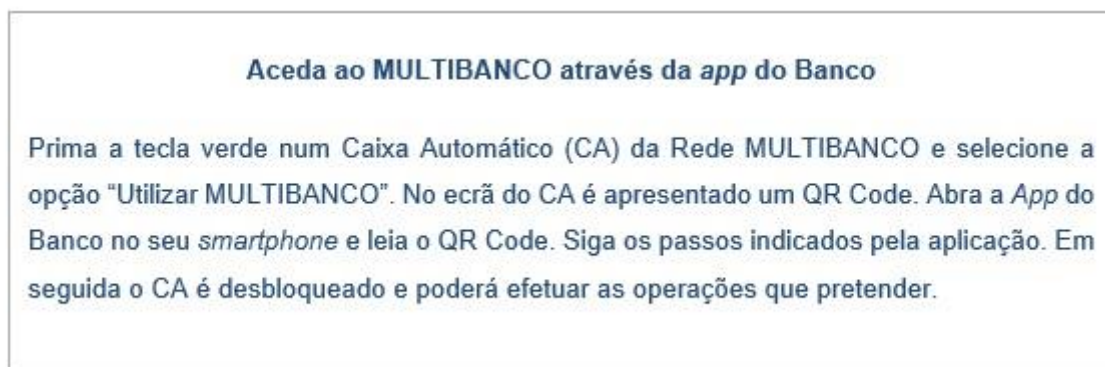 Aceda ao MULTIBANCO através da app do Banco
Prima a tecla verde num Caixa Automático (CA) da Rede MULTIBANCO e selecione a
opção “Utilizar MULTIBANCO”. No ecrã do CA é apresentado um QR Code. Abra a App do
Banco no seu smartphone e leia o QR Code. Siga os passos indicados pela aplicação. Em
seguida o CA é desbloqueado e poderá efetuar as operações que pretender.